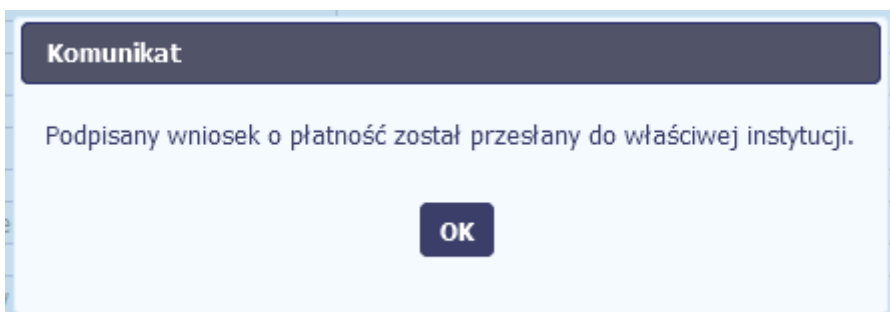 Komunikat
Podpisany wniosek o płatność został przesłany do właściwej instytucji.
OK